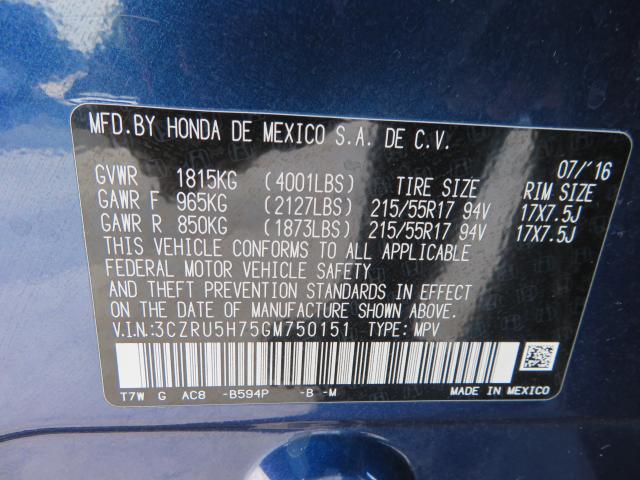 MFD.BY HONDA DE MEXICO S.A. DE C.V.
07/'16
GVWR 1815KG (4001LBS) TIRE SIZE RIM SIZE
GAWR F 965KG (2127LBS) 215/55R17 94V 17X7.5J
GAWR R 850KG (1873LBS) 215/55R17 94V 17X7.5J
THIS VEHICLE CONFORMS TO ALL APPLICABLE
FEDERAL MOTOR VEHICLE SAFETY
AND THEFT PREVENTION STANDARDS IN EFFECT
ON THE DATE OF MANUFACTURE SHOWN ABOVE.
V.I.N.:3CZRU5H75GM750151 TYPE: MPV
T7W G AC8 -B594P -B -M MADE IN MEXICO